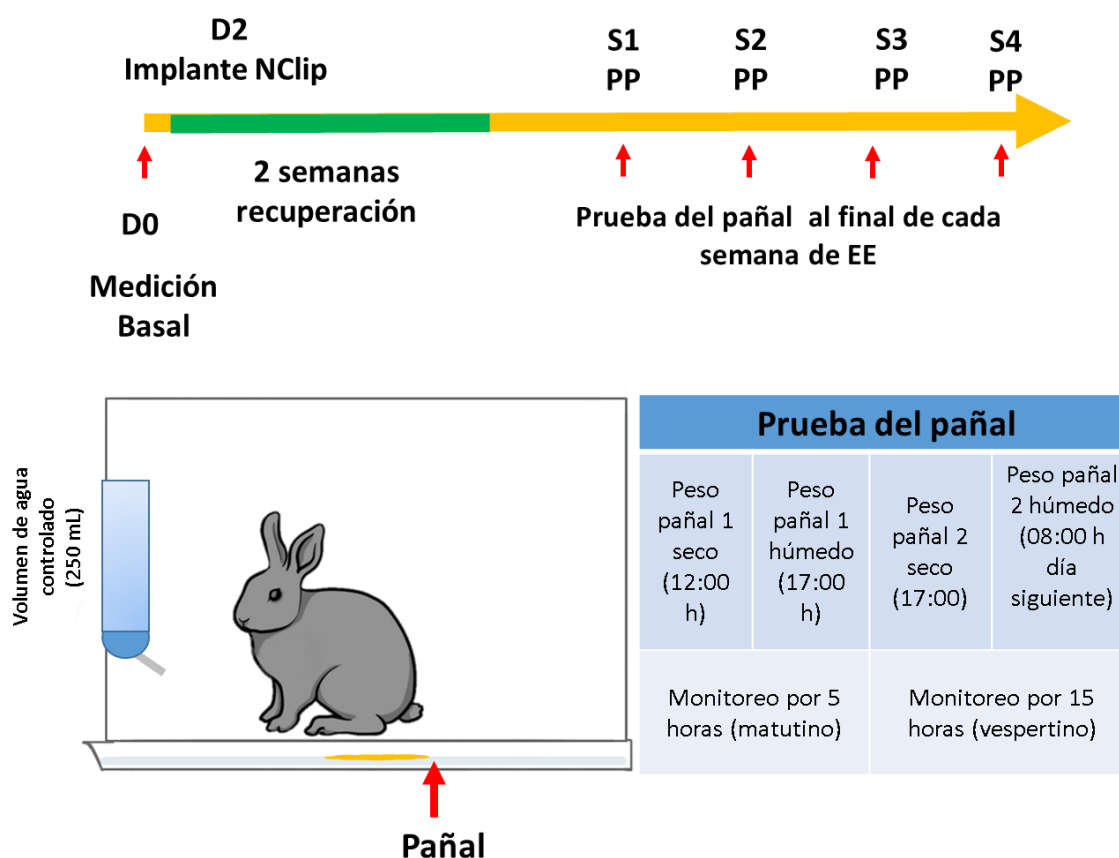 D2
Implante NClip
S1
PP
S2
PP
S3
PP
S4
PP
2 semanas
recuperación
D0
Medición
Basal
Prueba del pañal al final de cada
semana de EE
Volumen de agua
controlado
(250 mL)
Pañal
Prueba del pañal
Peso
pañal 1
seco
(12:00
h)
Peso
pañal 1
húmedo
(17:00
h)
Peso
pañal 2
seco
(17:00)
Peso pañal
2 húmedo
(08:00 h
día
siguiente)
Monitoreo por 5
horas (matutino)
Monitoreo por 15
horas (vespertino)